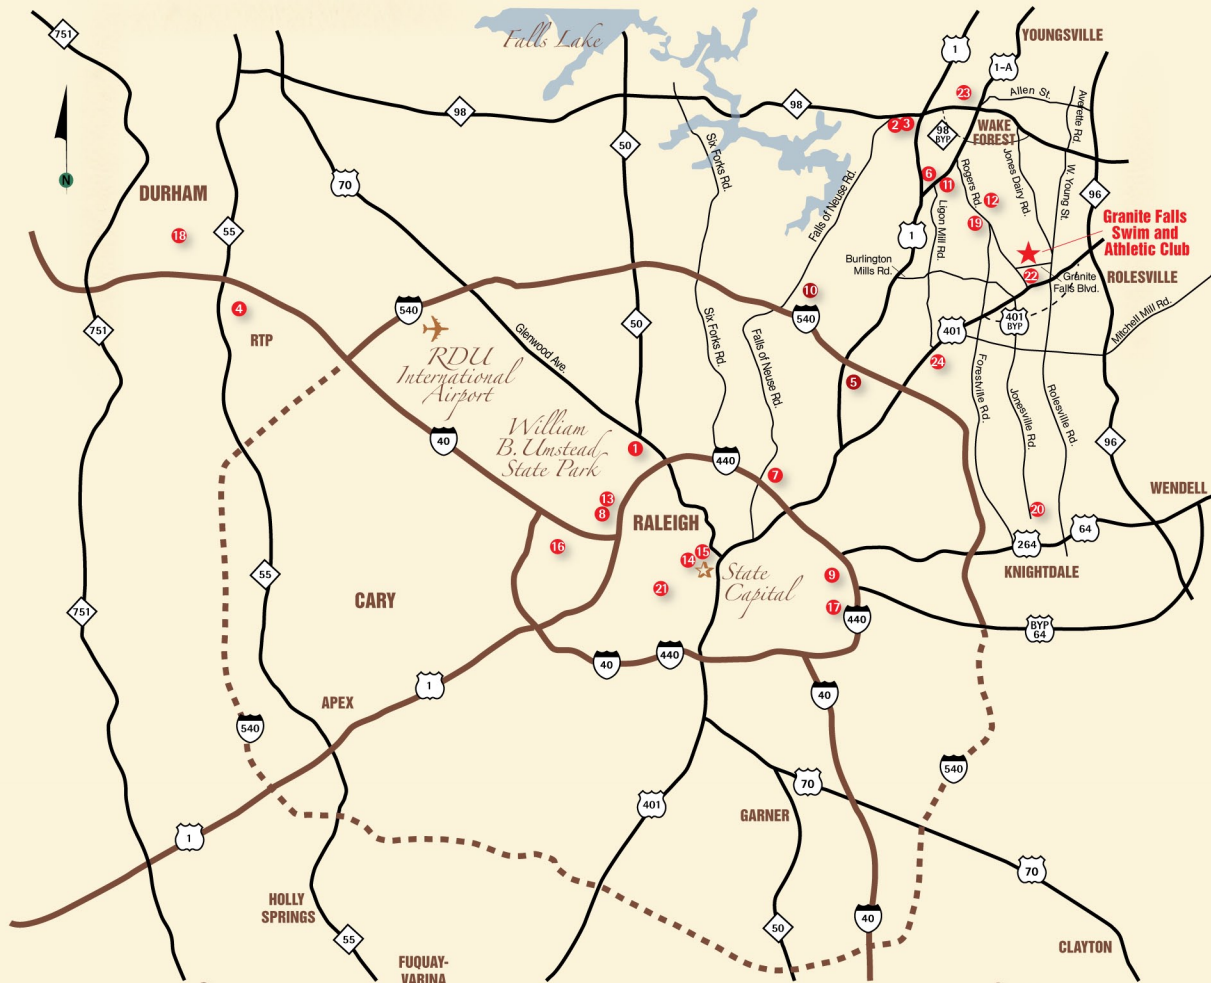 751
Falls Lake
1
YOUNGSVILLE
1-A
23
Allen St.
Averette Rd.
98
98
2
3
98
BYP
WAKE
FOREST
50
Six Forks Rd.
Falls of Neuse Rd.
6
11
Rogers Rd.
12
Jones Dairy Rd.
W. Young St.
96
N
DURHAM
70
18
55
1
Ligon Mill Rd.
19
Granite Falls
Swim and
Athletic Club
Burlington
Mills Rd.
22
Granite
Falls Blvd.
ROLESVILLE
4
540
10
540
751
RTP
50
Glenwood Ave.
Six Forks Rd.
Falls of Neuse Rd.
401
401
BYP
Mitchell Mill Rd.
RDU
International
Airport
24
5
Forestville Rd.
Jonesville Rd.
Rolesville Rd.
40
William
B. Umstead
State Park
1
440
7
96
13
8
RALEIGH
20
WENDELL
64
264
16
15
14
State
Capital
9
KNIGHTDALE
55
21
17
440
751
CARY
BYP
64
40
440
1
40
APEX
540
540
70
401
GARNER
1
70
HOLLY
SPRINGS
40
50
55
CLAYTON
FUQUAY-
VARINA